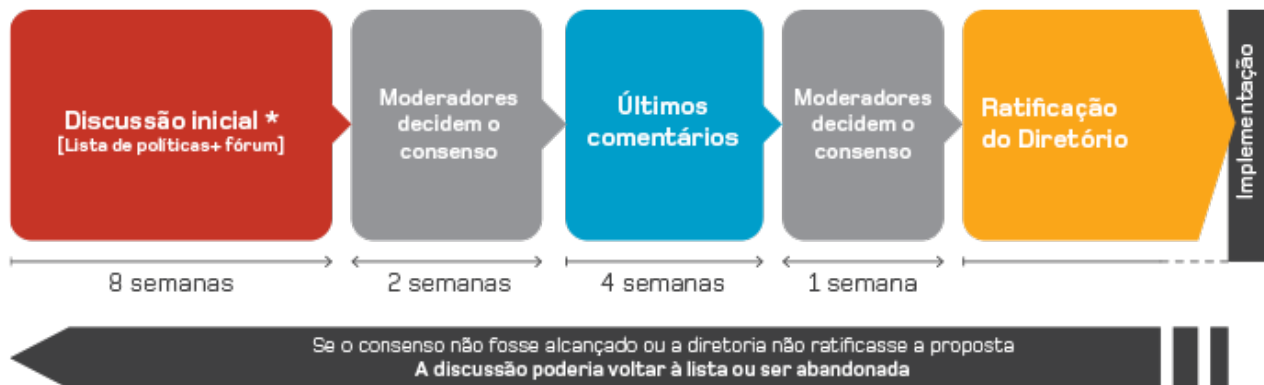 Discussão inicial *
[Lista de políticas+ fórum]
Moderadores
decidem o
consenso
Últimos
comentários
Moderadores
decidem o
consenso
Ratificação
do Diretório
Implementação
8 semanas
2 semanas
4 semanas
1 semana
Se o consenso não fosse alcançado ou a diretoria não ratificasse a proposta
A discussão poderia voltar à lista ou ser abandonada